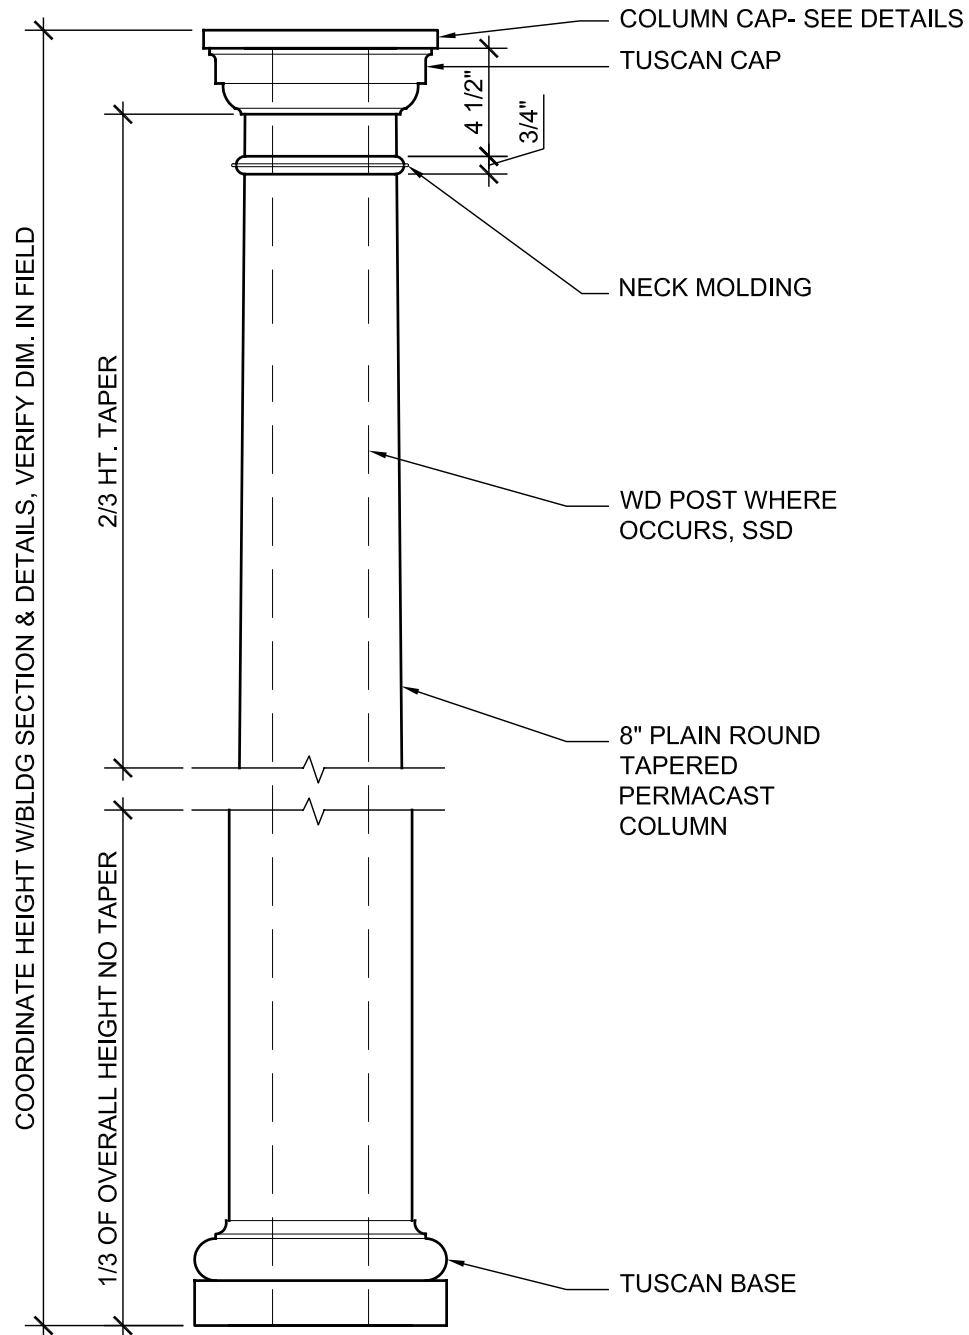 COLUMN CAP- SEE DETAILS
TUSCAN CAP
4 1/2"
3/4"
NECK MOLDING
COORDINATE HEIGHT W/BLDG SECTION & DETAILS, VERIFY DIM. IN FIELD
2/3 HT. TAPER
WD POST WHERE
OCCURS, SSD
8" PLAIN ROUND
TAPERED
PERMACAST
COLUMN
1/3 OF OVERALL HEIGHT NO TAPER
TUSCAN BASE